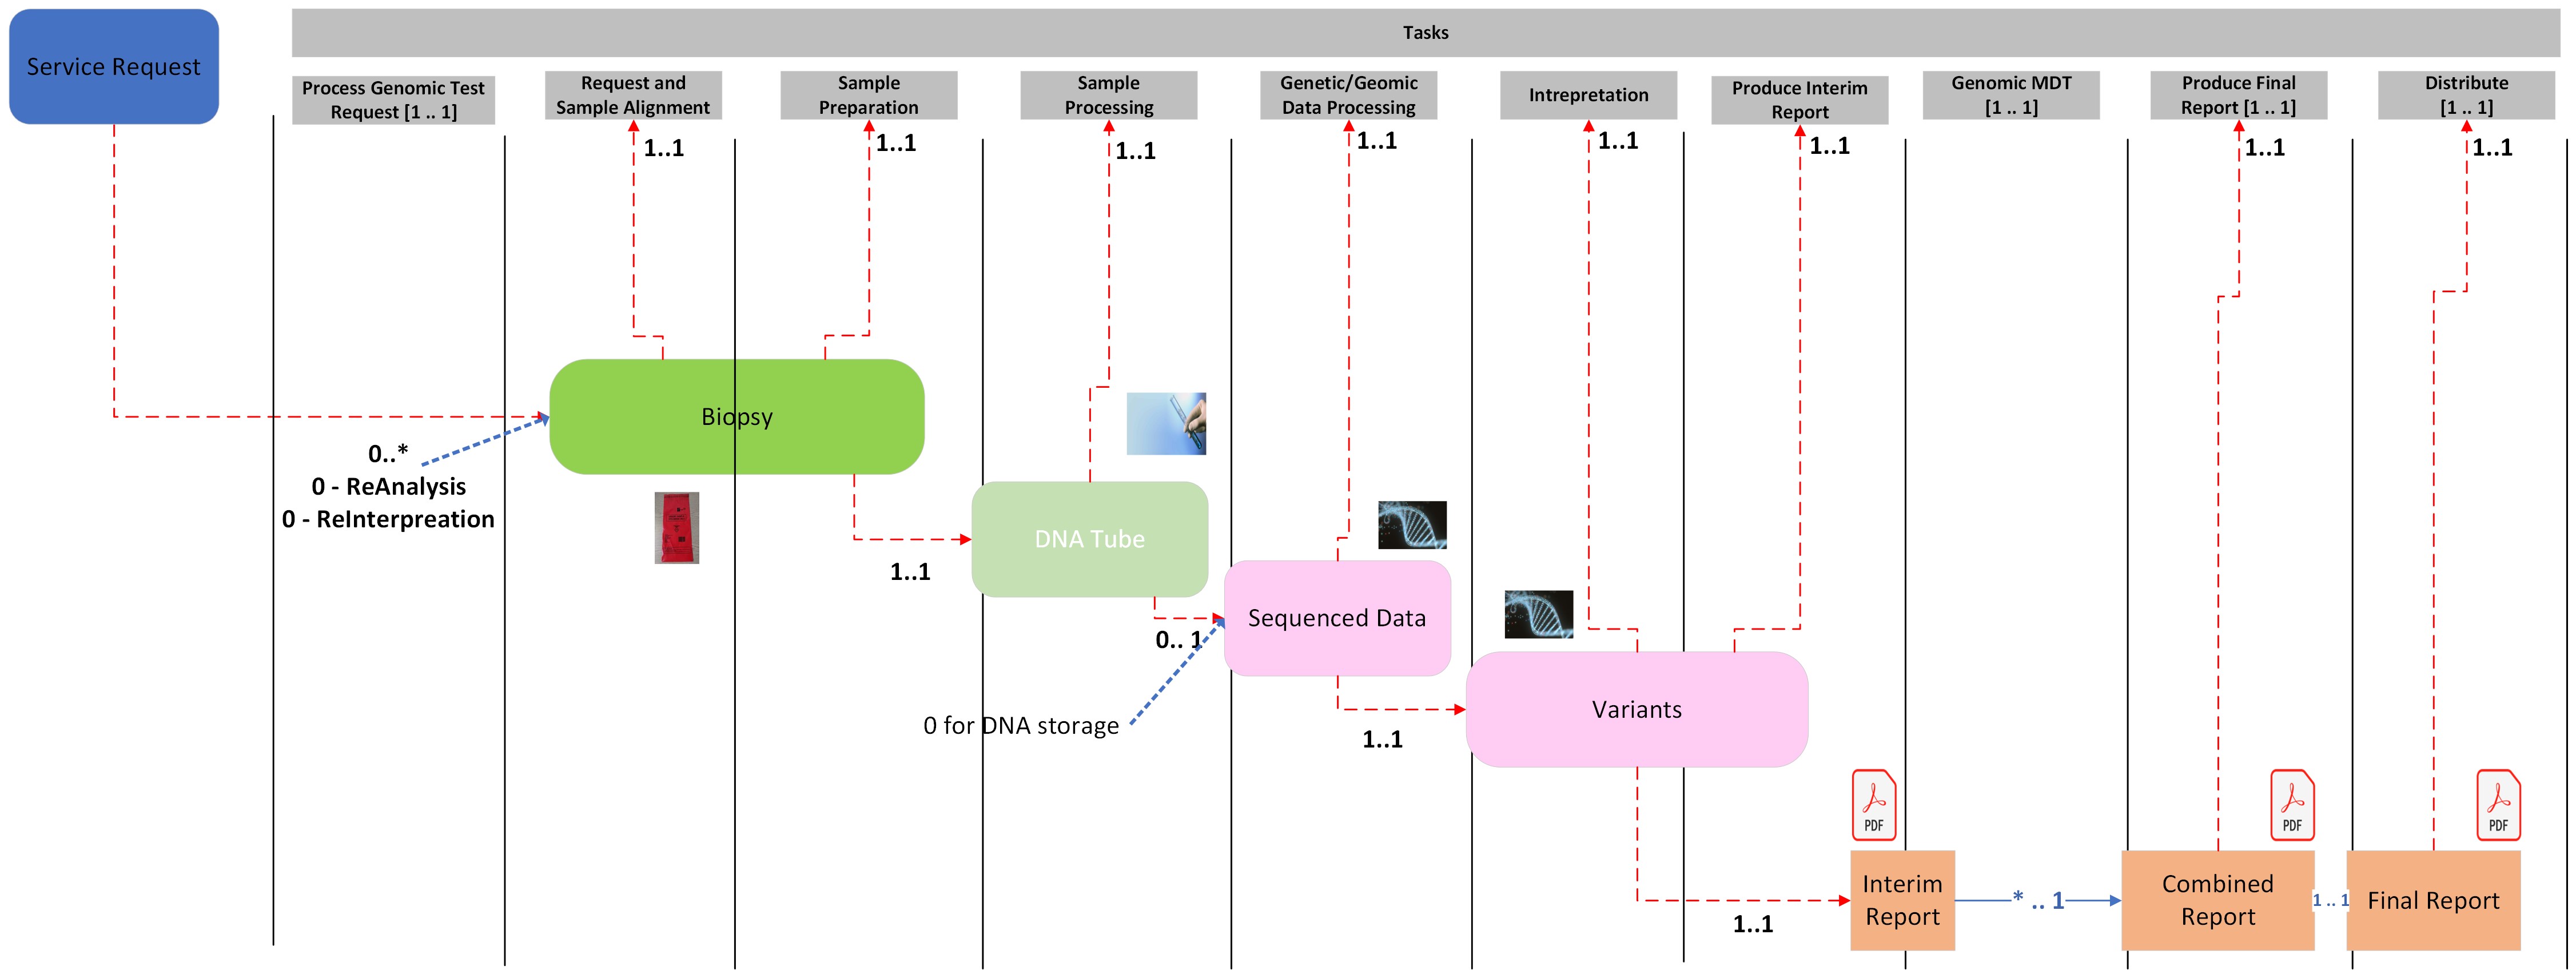 Service Request
Tasks
Process Genomic Test
Request [1 .. 1]
Request and
Sample Alignment
Sample
Preparation
Sample
Processing
Genetic/Geomic
Data Processing
Intrepretation
Produce Interim
Report
Genomic MDT
[1 .. 1]
Produce Final
Report [1 .. 1]
Distribute
[1 .. 1]
1..1
1..1
1..1
1..1
1..1
1..1
1..1
1..1
Biopsy
0..*
0 - ReAnalysis
0 - ReInterpreation
DNA Tube
1..1
Sequenced Data
0.. 1
0 for DNA storage
Variants
1..1
PDF
PDF
PDF
Interim
Report
* .. 1
Combined
Report
1 .. 1
Final Report
1..1